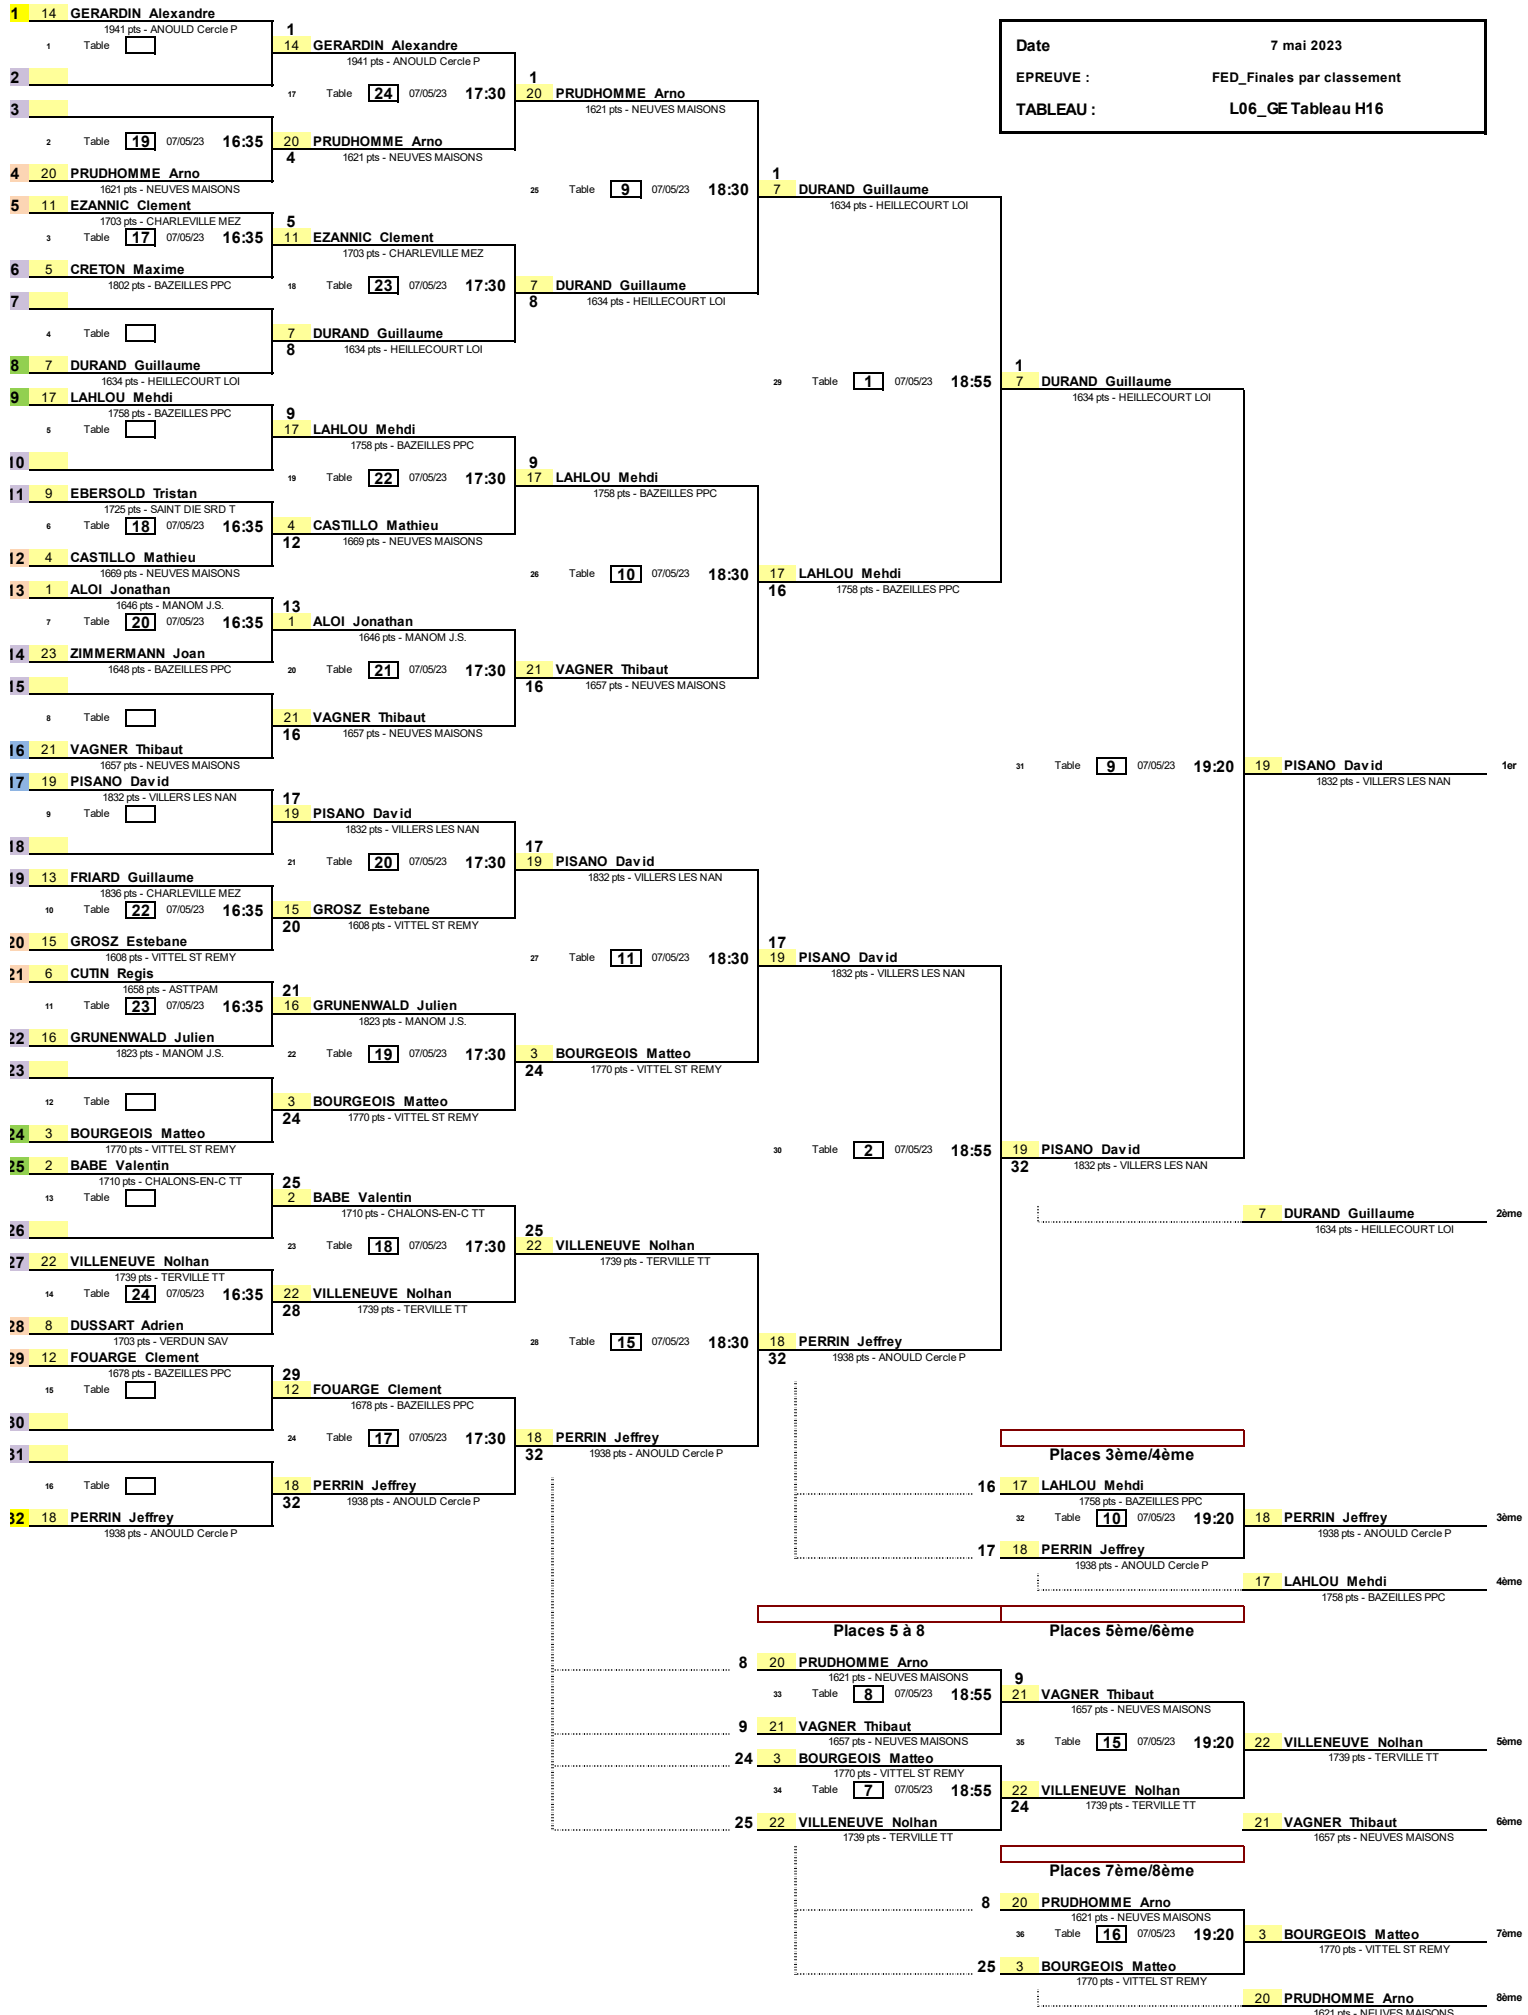 Date 7 mai 2023
EPREUVE : FED_Finales par classement
TABLEAU : L06_GE Tableau H16
1 14 GERARDIN Alexandre
1941 pts - ANOULD Cercle P
1 Table
2
3
2 Table 19 07/05/23 16:35
4 20 PRUDHOMME Arno
1621 pts - NEUVES MAISONS
5 11 EZANNIC Clement
1703 pts - CHARLEVILLE MEZ
3 Table 17 07/05/23 16:35
6 5 CRETON Maxime
1802 pts - BAZEILLES PPC
7
4 Table
8 7 DURAND Guillaume
1634 pts - HEILLECOURT LOI
9 17 LAHLOU Mehdi
1758 pts - BAZEILLES PPC
5 Table
10
11 9 EBERSOLD Tristan
1725 pts - SAINT DIE SRD T
6 Table 18 07/05/23 16:35
12 4 CASTILLO Mathieu
1669 pts - NEUVES MAISONS
13 1 ALOI Jonathan
1646 pts - MANOM J.S.
7 Table 20 07/05/23 16:35
14 23 ZIMMERMANN Joan
1648 pts - BAZEILLES PPC
15
8 Table
16 21 VAGNER Thibaut
1657 pts - NEUVES MAISONS
17 19 PISANO David
1832 pts - VILLERS LES NAN
9 Table
18
19 13 FRIARD Guillaume
1836 pts - CHARLEVILLE MEZ
10 Table 22 07/05/23 16:35
20 15 GROSZ Estebane
1608 pts - VITTEL ST REMY
21 6 CUTIN Regis
1658 pts - ASTTPAM
11 Table 23 07/05/23 16:35
22 16 GRUNENWALD Julien
1823 pts - MANOM J.S.
23
12 Table
24 3 BOURGEOIS Matteo
1770 pts - VITTEL ST REMY
25 2 BABE Valentin
1710 pts - CHALONS-EN-C TT
13 Table
26
27 22 VILLENEUVE Nolhan
1739 pts - TERVILLE TT
14 Table 24 07/05/23 16:35
28 8 DUSSART Adrien
1703 pts - VERDUN SAV
29 12 FOUARGE Clement
1678 pts - BAZEILLES PPC
15 Table
30
31
16 Table
32 18 PERRIN Jeffrey
1938 pts - ANOULD Cercle P
1
14 GERARDIN Alexandre
1941 pts - ANOULD Cercle P
17 Table 24 07/05/23 17:30
20 PRUDHOMME Arno
4 1621 pts - NEUVES MAISONS
5
11 EZANNIC Clement
1703 pts - CHARLEVILLE MEZ
18 Table 23 07/05/23 17:30
7 DURAND Guillaume
8 1634 pts - HEILLECOURT LOI
9
17 LAHLOU Mehdi
1758 pts - BAZEILLES PPC
19 Table 22 07/05/23 17:30
4 CASTILLO Mathieu
12 1669 pts - NEUVES MAISONS
13
1 ALOI Jonathan
1646 pts - MANOM J.S.
20 Table 21 07/05/23 17:30
21 VAGNER Thibaut
16 1657 pts - NEUVES MAISONS
17
19 PISANO David
1832 pts - VILLERS LES NAN
21 Table 20 07/05/23 17:30
15 GROSZ Estebane
20 1608 pts - VITTEL ST REMY
21
16 GRUNENWALD Julien
1823 pts - MANOM J.S.
22 Table 19 07/05/23 17:30
3 BOURGEOIS Matteo
24 1770 pts - VITTEL ST REMY
25
2 BABE Valentin
1710 pts - CHALONS-EN-C TT
23 Table 18 07/05/23 17:30
22 VILLENEUVE Nolhan
28 1739 pts - TERVILLE TT
29
12 FOUARGE Clement
1678 pts - BAZEILLES PPC
24 Table 17 07/05/23 17:30
18 PERRIN Jeffrey
32 1938 pts - ANOULD Cercle P
1
20 PRUDHOMME Arno
1621 pts - NEUVES MAISONS
25 Table 9 07/05/23 18:30
7 DURAND Guillaume
8 1634 pts - HEILLECOURT LOI
9
17 LAHLOU Mehdi
1758 pts - BAZEILLES PPC
26 Table 10 07/05/23 18:30
21 VAGNER Thibaut
16 1657 pts - NEUVES MAISONS
17
19 PISANO David
1832 pts - VILLERS LES NAN
27 Table 11 07/05/23 18:30
3 BOURGEOIS Matteo
24 1770 pts - VITTEL ST REMY
25
22 VILLENEUVE Nolhan
1739 pts - TERVILLE TT
28 Table 15 07/05/23 18:30
18 PERRIN Jeffrey
32 1938 pts - ANOULD Cercle P
1
7 DURAND Guillaume
1634 pts - HEILLECOURT LOI
29 Table 1 07/05/23 18:55
17 LAHLOU Mehdi
16 1758 pts - BAZEILLES PPC
17
19 PISANO David
1832 pts - VILLERS LES NAN
30 Table 2 07/05/23 18:55
18 PERRIN Jeffrey
32 1938 pts - ANOULD Cercle P
1
7 DURAND Guillaume
1634 pts - HEILLECOURT LOI
31 Table 9 07/05/23 19:20
19 PISANO David
32 1832 pts - VILLERS LES NAN
19 PISANO David 1er
1832 pts - VILLERS LES NAN
7 DURAND Guillaume 2ème
1634 pts - HEILLECOURT LOI
Places 3ème/4ème
16 17 LAHLOU Mehdi
1758 pts - BAZEILLES PPC
32 Table 10 07/05/23 19:20
17 18 PERRIN Jeffrey
1938 pts - ANOULD Cercle P
18 PERRIN Jeffrey 3ème
1938 pts - ANOULD Cercle P
17 LAHLOU Mehdi 4ème
1758 pts - BAZEILLES PPC
Places 5 à 8
8 20 PRUDHOMME Arno
1621 pts - NEUVES MAISONS
33 Table 8 07/05/23 18:55
9 21 VAGNER Thibaut
1657 pts - NEUVES MAISONS
24 3 BOURGEOIS Matteo
1770 pts - VITTEL ST REMY
34 Table 7 07/05/23 18:55
25 22 VILLENEUVE Nolhan
1739 pts - TERVILLE TT
Places 5ème/6ème
9
21 VAGNER Thibaut
1657 pts - NEUVES MAISONS
35 Table 15 07/05/23 19:20
22 VILLENEUVE Nolhan
24 1739 pts - TERVILLE TT
22 VILLENEUVE Nolhan 5ème
1739 pts - TERVILLE TT
21 VAGNER Thibaut 6ème
1657 pts - NEUVES MAISONS
Places 7ème/8ème
8 20 PRUDHOMME Arno
1621 pts - NEUVES MAISONS
36 Table 16 07/05/23 19:20
25 3 BOURGEOIS Matteo
1770 pts - VITTEL ST REMY
3 BOURGEOIS Matteo 7ème
1770 pts - VITTEL ST REMY
20 PRUDHOMME Arno 8ème
1621 pts - NEUVES MAISONS